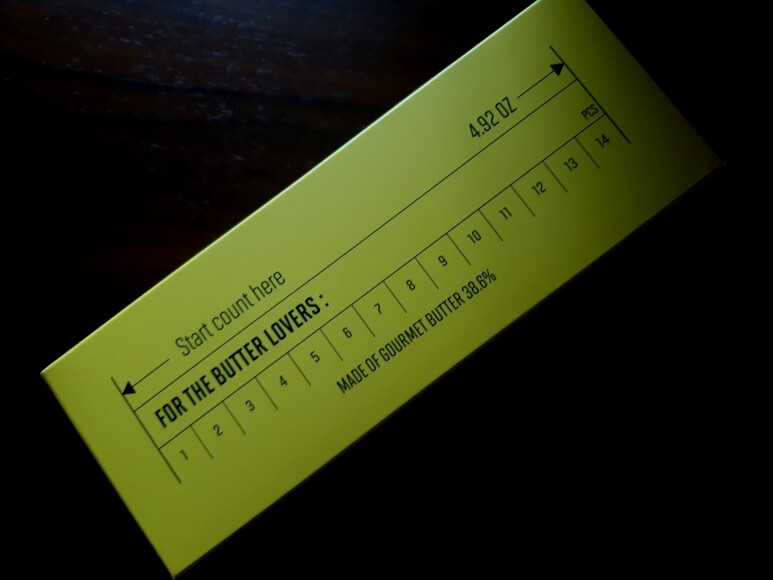 4.92 OZ
Start count here
FOR THE BUTTER LOVERS :
PCS
1 2 3 4 5 6 7 8 9 10 11 12 13 14
MADE OF GOURMET BUTTER 38.6%